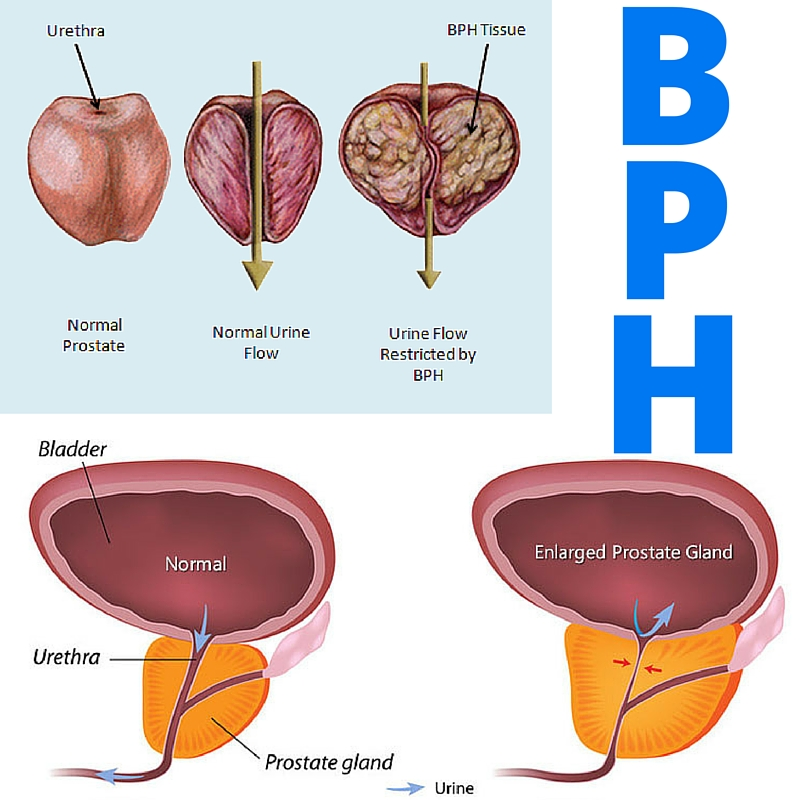 Urethra
BPH Tissue
Normal
Prostate
Normal Urine
Flow
Urine Flow
Restricted by
BPH
B
P
H
Bladder
Normal
Urethra
Prostate gland
Enlarged Prostate Gland
Urine